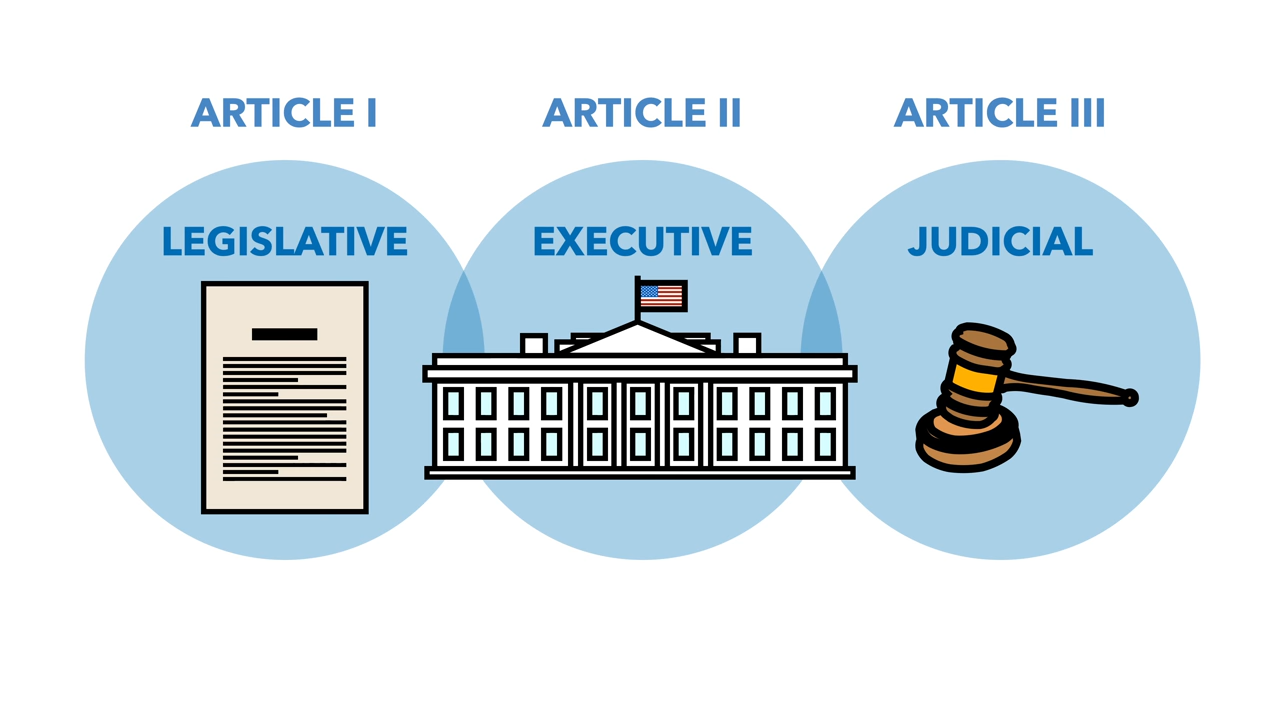 ARTICLE I
ARTICLE II
ARTICLE III
LEGISLATIVE
EXECUTIVE
JUDICIAL